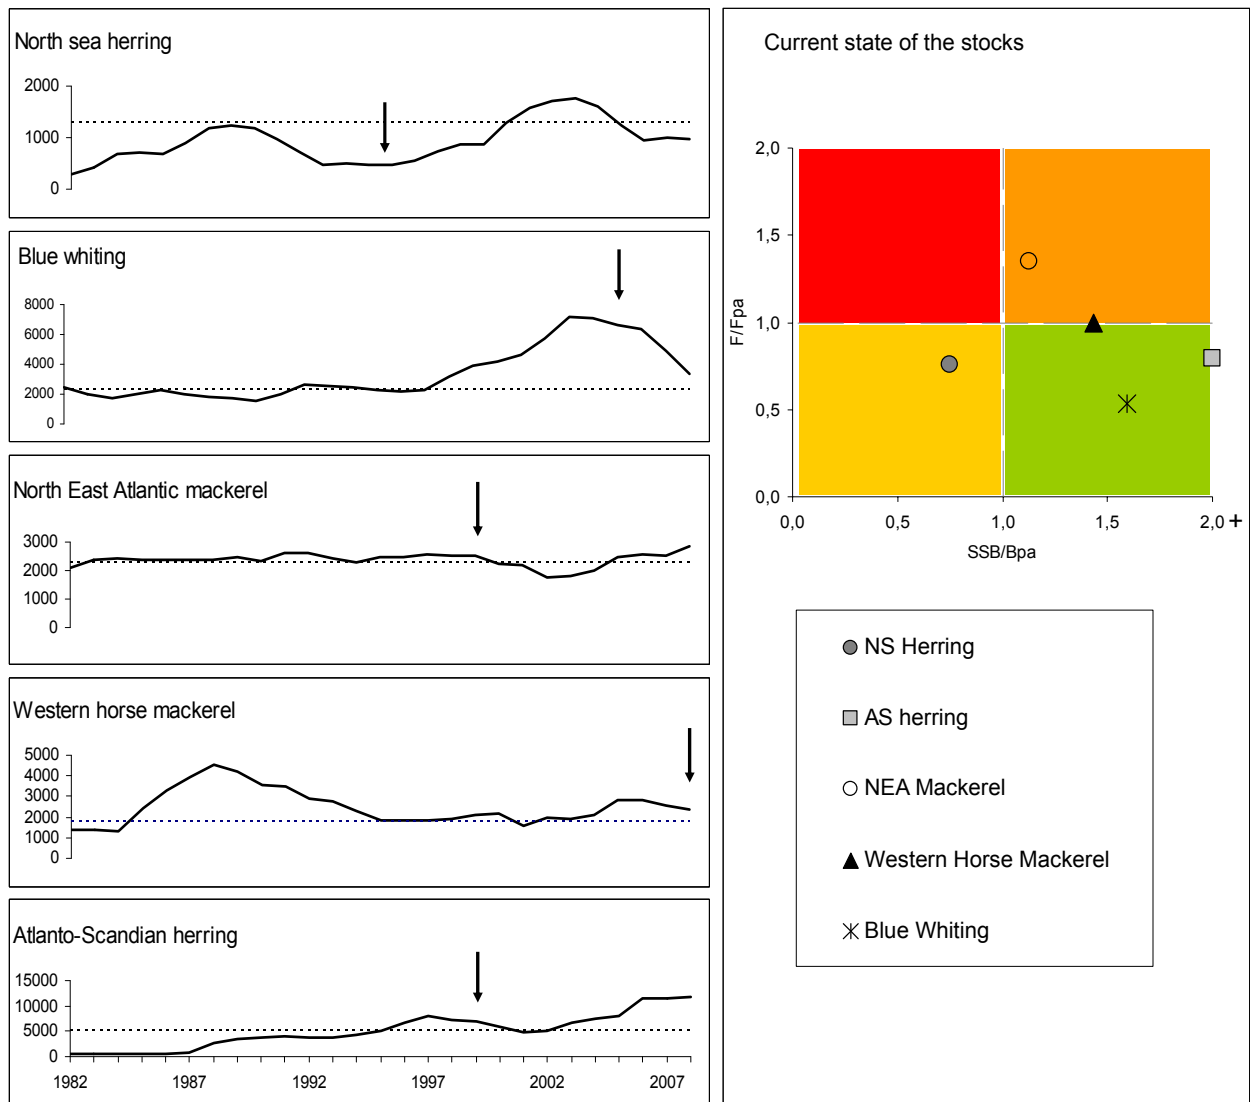 North sea herring
2000
1000
0
Blue whiting
8000
6000
4000
2000
0
North East Atlantic mackerel
3000
2000
1000
0
Western horse mackerel
5000
4000
3000
2000
1000
0
Atlanto-Scandian herring
15000
10000
5000
0
1982 1987 1992 1997 2002 2007
Current state of the stocks
2,0
1,5
1,0
0,5
0,0
F/Fpa
0,0 0,5 1,0 1,5 2,0 +
SSB/Bpa
NS Herring
AS herring
NEA Mackerel
Western Horse Mackerel
Blue Whiting